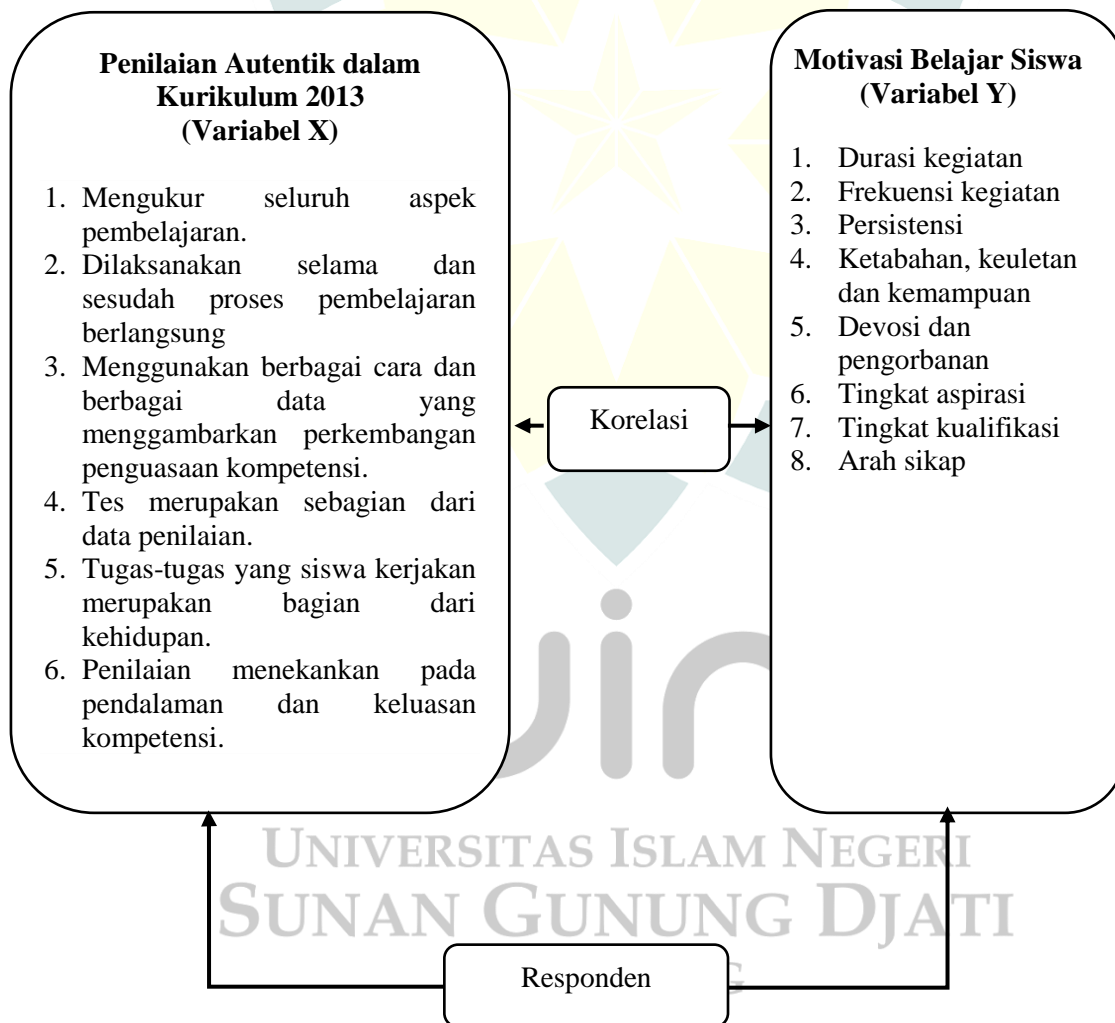 Penilaian Autentik dalam
Kurikulum 2013
(Variabel X)
1. Mengukur seluruh aspek
pembelajaran.
2. Dilaksanakan selama dan
sesudah proses pembelajaran
berlangsung
3. Menggunakan berbagai cara dan
berbagai data yang
menggambarkan perkembangan
penguasaan kompetensi.
4. Tes merupakan sebagian dari
data penilaian.
5. Tugas-tugas yang siswa kerjakan
merupakan bagian dari
kehidupan.
6. Penilaian menekankan pada
pendalaman dan keluasan
kompetensi.
Korelasi
Motivasi Belajar Siswa
(Variabel Y)
1. Durasi kegiatan
2. Frekuensi kegiatan
3. Persistensi
4. Ketabahan, keuletan
dan kemampuan
5. Devosi dan
pengorbanan
6. Tingkat aspirasi
7. Tingkat kualifikasi
8. Arah sikap
uin
UNIVERSITAS ISLAM NEGERI
SUNAN GUNUNG DJATI
Responden